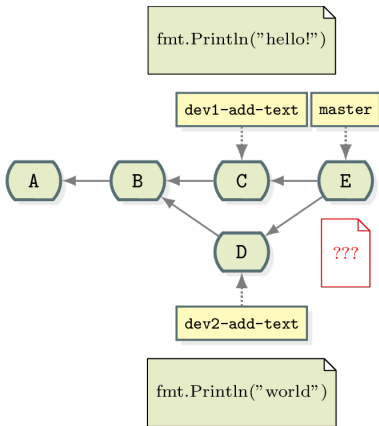 fmt.Println("hello!")
dev1-add-text
master
A
B
C
E
D
???
dev2-add-text
fmt.Println("world")